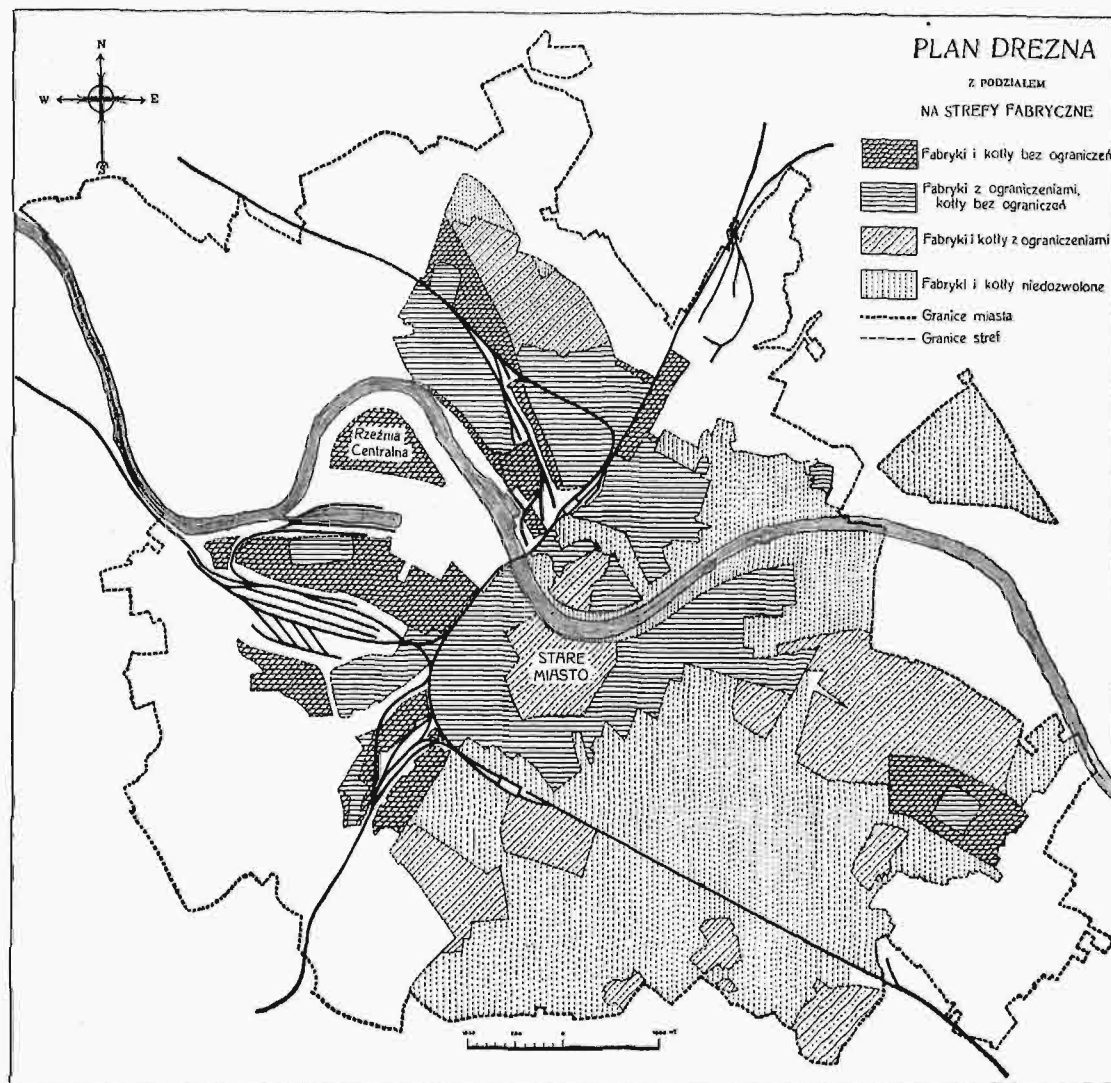 PLAN DREZNA
Z PODZIAŁEM
NA STREFY FABRYCZNE
N
W
E
S
Fabryki i kotły bez ograniczeń
Fabryki z ograniczeniami,
kotły bez ograniczeń
Fabryki i kotły z ograniczeniami
Fabryki i kotły niedozwolone
Granice miasta
Granice stref
Rzeźnia
Centralna
STARE
MIASTO